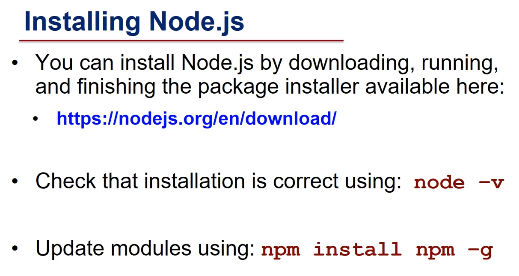 Installing Node.js
• You can install Node.js by downloading, running,
and finishing the package installer available here:
• https://nodejs.org/en/download/
• Check that installation is correct using: node –v
• Update modules using: npm install npm –g